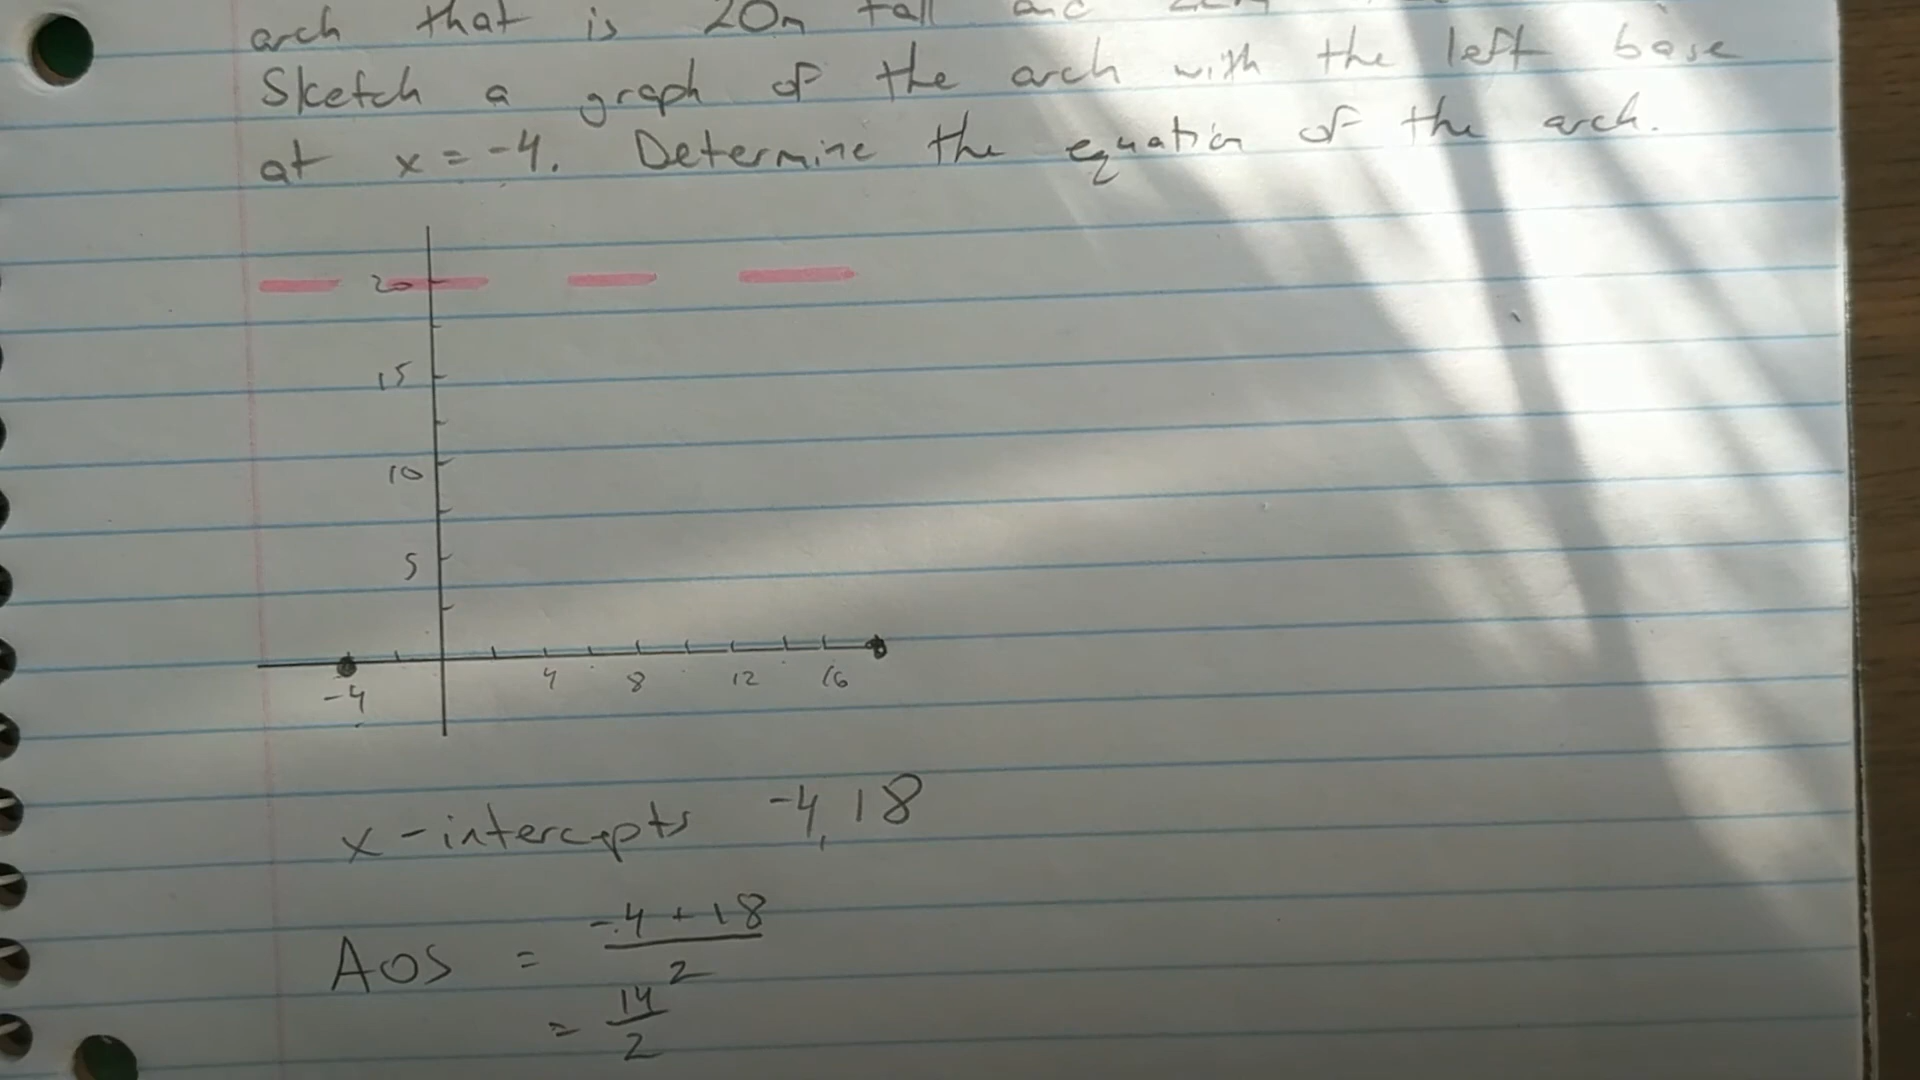 arch that is 20m tall and
Sketch a graph of the arch with the left base
at x = -4. Determine the equation of the arch.
20
15
10
5
-4 4 8 12 16
x-intercepts -4, 18
AOS = -4 + 18
2
= 14
2